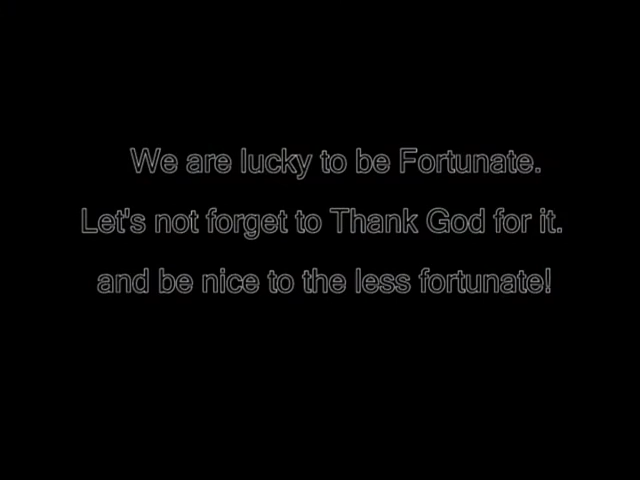 We are lucky to be Fortunate.
Let's not forget to Thank God for it.
and be nice to the less fortunate!